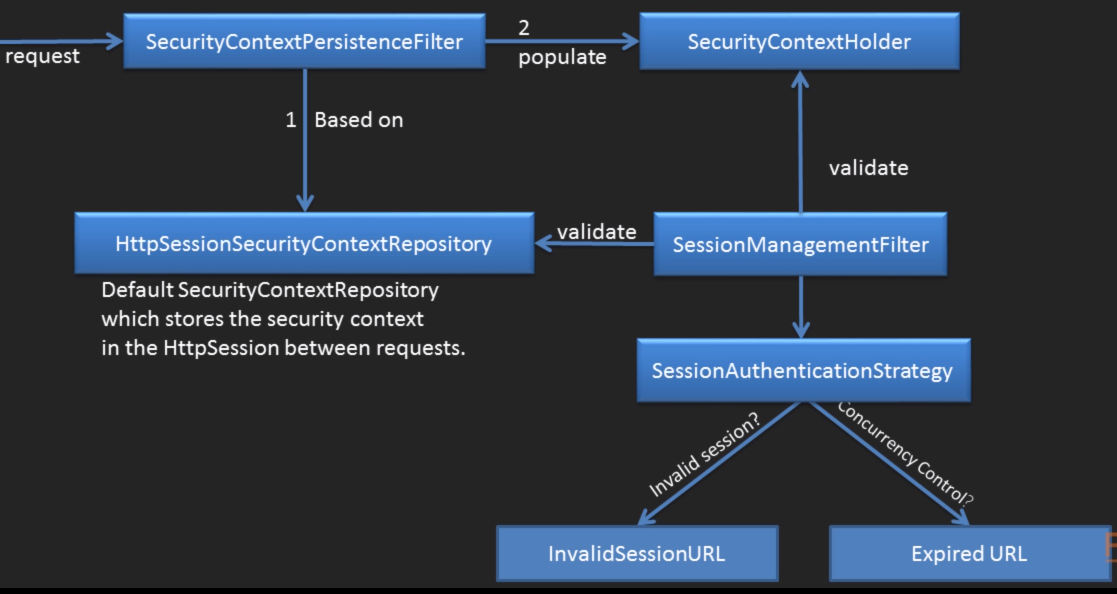 request
SecurityContextPersistenceFilter
2
populate
SecurityContextHolder
1 Based on
validate
HttpSessionSecurityContextRepository
validate
SessionManagementFilter
Default SecurityContextRepository
which stores the security context
in the HttpSession between requests.
SessionAuthenticationStrategy
Invalid session?
Concurrency Control?
InvalidSessionURL
Expired URL